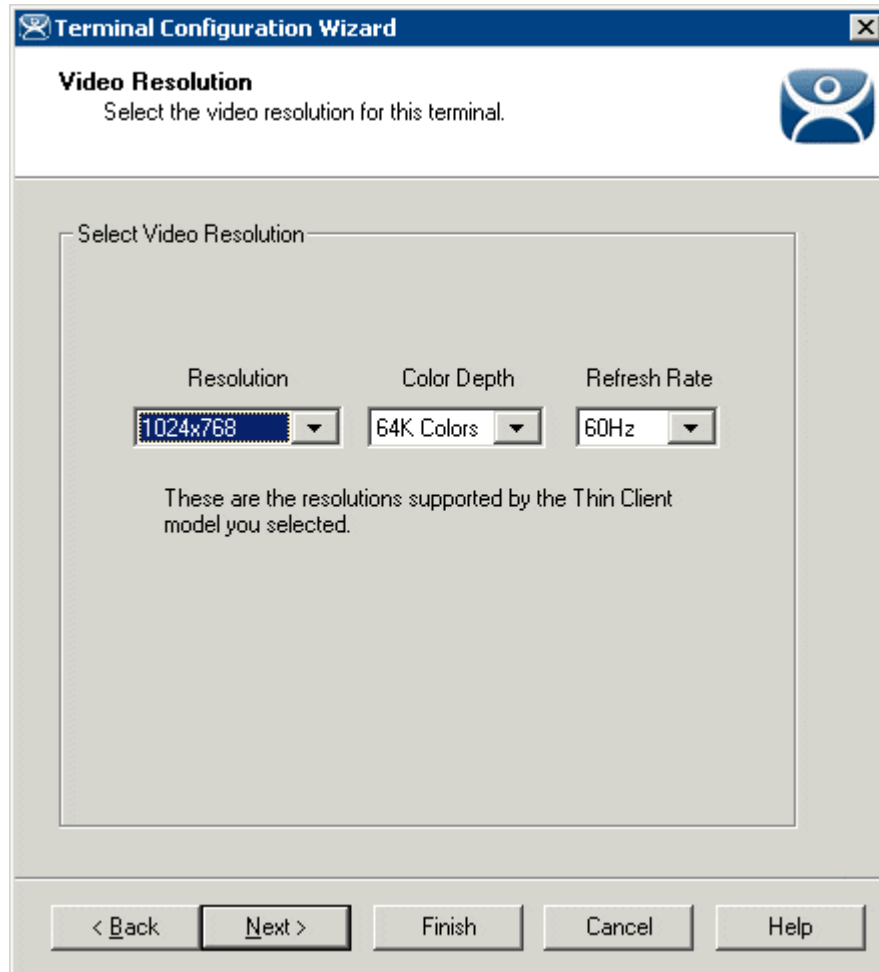 Terminal Configuration Wizard
Video Resolution
Select the video resolution for this terminal.
Select Video Resolution
Resolution Color Depth Refresh Rate
1024x768 64K Colors 60Hz
These are the resolutions supported by the Thin Client
model you selected.
< Back Next > Finish Cancel Help